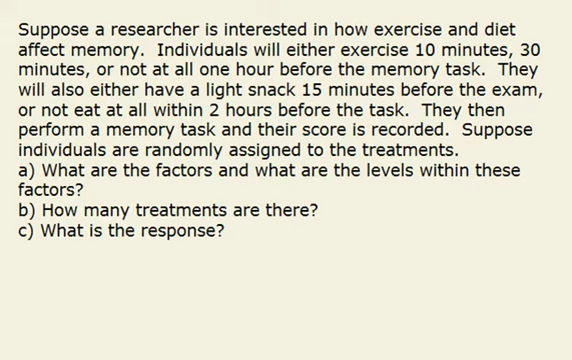 Suppose a researcher is interested in how exercise and diet
affect memory.  Individuals will either exercise 10 minutes, 30
minutes, or not at all one hour before the memory task.  They
will also either have a light snack 15 minutes before the exam,
or not eat at all within 2 hours before the task.  They then
perform a memory task and their score is recorded.  Suppose
individuals are randomly assigned to the treatments.
a) What are the factors and what are the levels within these
factors?
b) How many treatments are there?
c) What is the response?